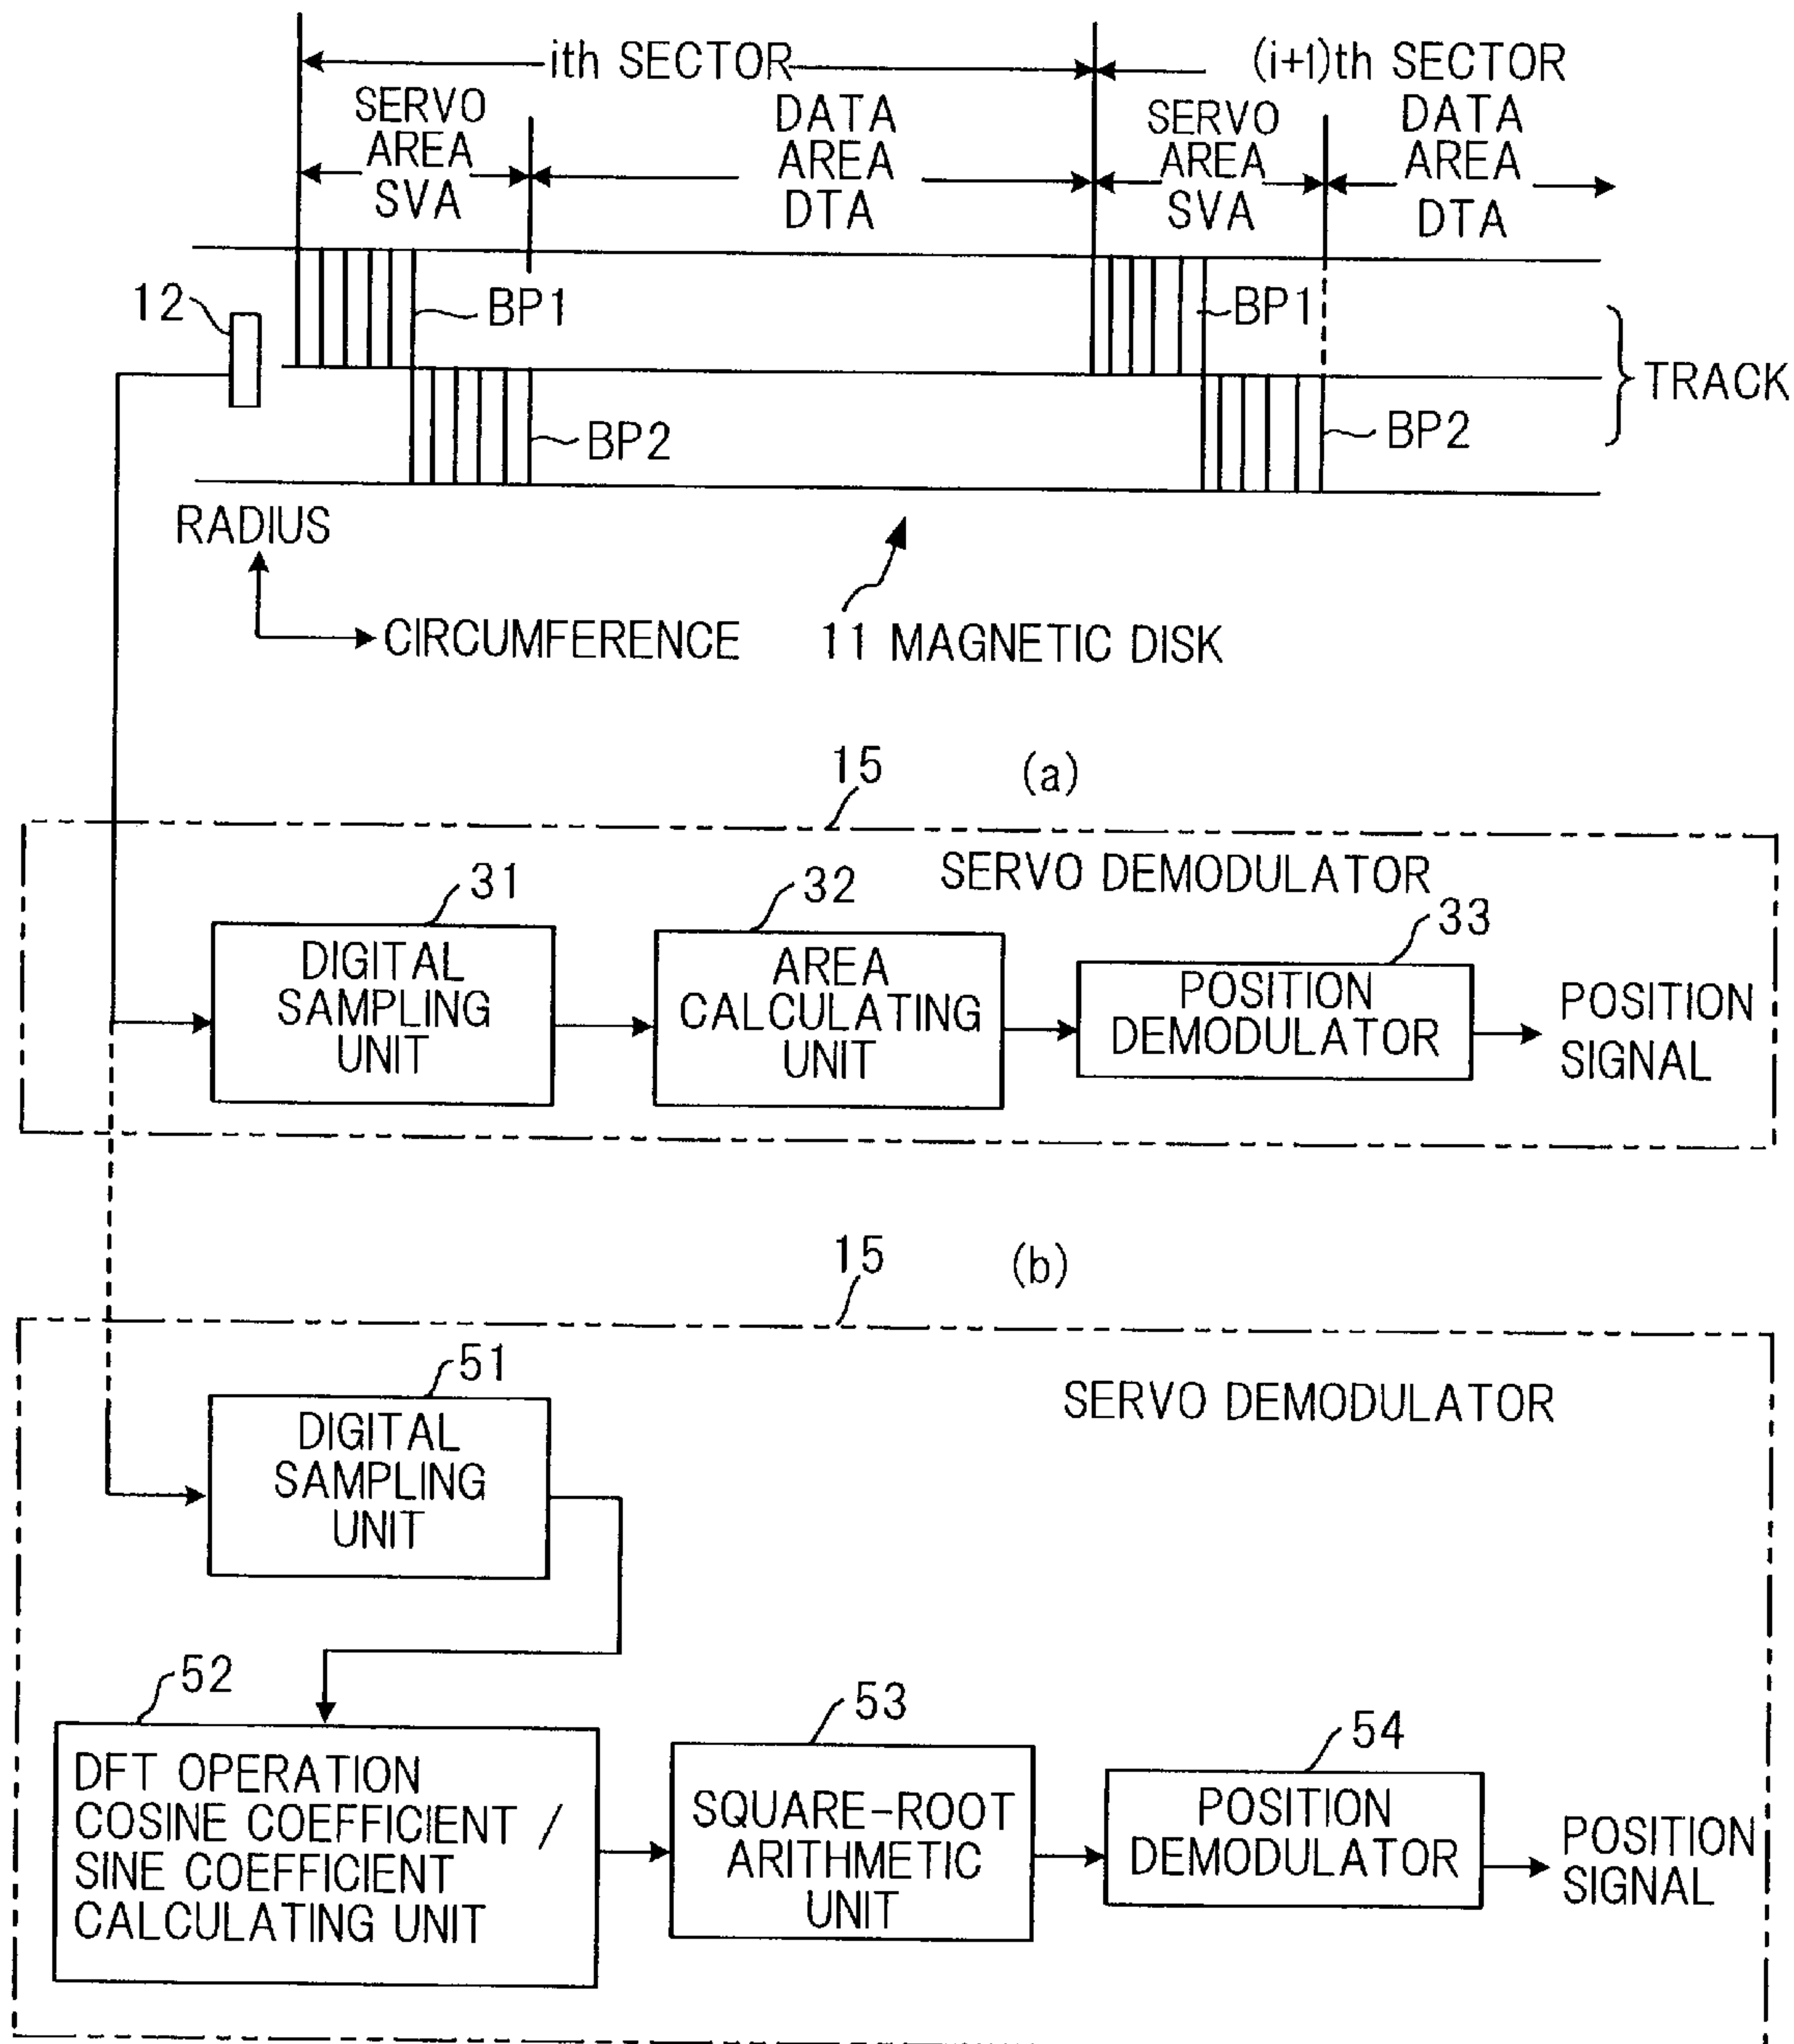 ith SECTOR
(i+1)th SECTOR
SERVO
AREA
SVA
DATA
AREA
DTA
SERVO
AREA
SVA
DATA
AREA
DTA
12
BP1
BP1
TRACK
BP2
BP2
RADIUS
CIRCUMFERENCE
11 MAGNETIC DISK
15
(a)
SERVO DEMODULATOR
31
DIGITAL
SAMPLING
UNIT
32
AREA
CALCULATING
UNIT
33
POSITION
DEMODULATOR
POSITION
SIGNAL
15
(b)
SERVO DEMODULATOR
51
DIGITAL
SAMPLING
UNIT
52
DFT OPERATION
COSINE COEFFICIENT /
SINE COEFFICIENT
CALCULATING UNIT
53
SQUARE-ROOT
ARITHMETIC
UNIT
54
POSITION
DEMODULATOR
POSITION
SIGNAL